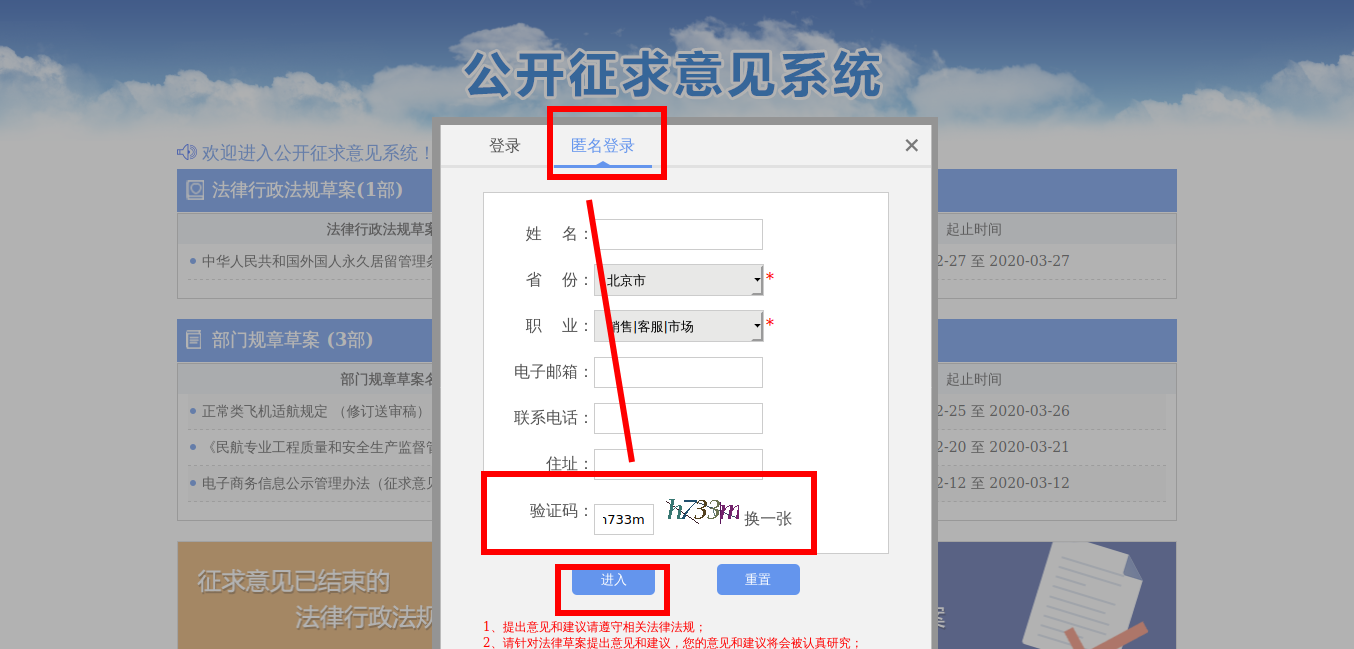 公开征求意见系统
欢迎进入公开征求意见系统！
登录
匿名登录
×
法律行政法规草案(1部)
法律行政法规草案
起止时间
中华人民共和国外国人永久居留管理条
2-27 至 2020-03-27
部门规章草案 (3部)
部门规章草案名
起止时间
正常类飞机适航规定 （修订送审稿）
2-25 至 2020-03-26
《民航专业工程质量和安全生产监督管
2-20 至 2020-03-21
电子商务信息公示管理办法（征求意见
2-12 至 2020-03-12
姓 名：
省 份： 北京市 *
职 业： 销售|客服|市场 *
电子邮箱：
联系电话：
住址：
验证码： h733m h733m 换一张
进入
重置
1、提出意见和建议请遵守相关法律法规；
2、请针对法律草案提出意见和建议，您的意见和建议将会被认真研究；
征求意见已结束的
法律行政法规
案